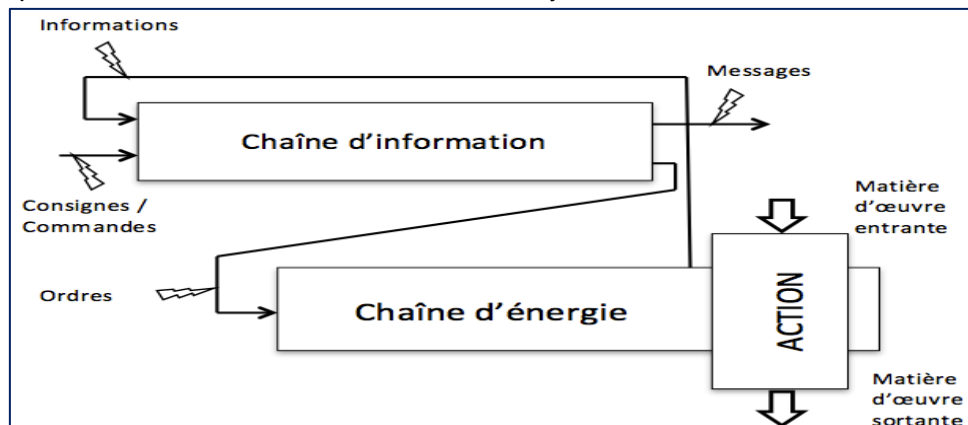 Informations
Messages
Chaîne d'information
Consignes /
Commandes
Matière
d'œuvre
entrante
Ordres
Chaîne d'énergie
ACTION
Matière
d'œuvre
sortante